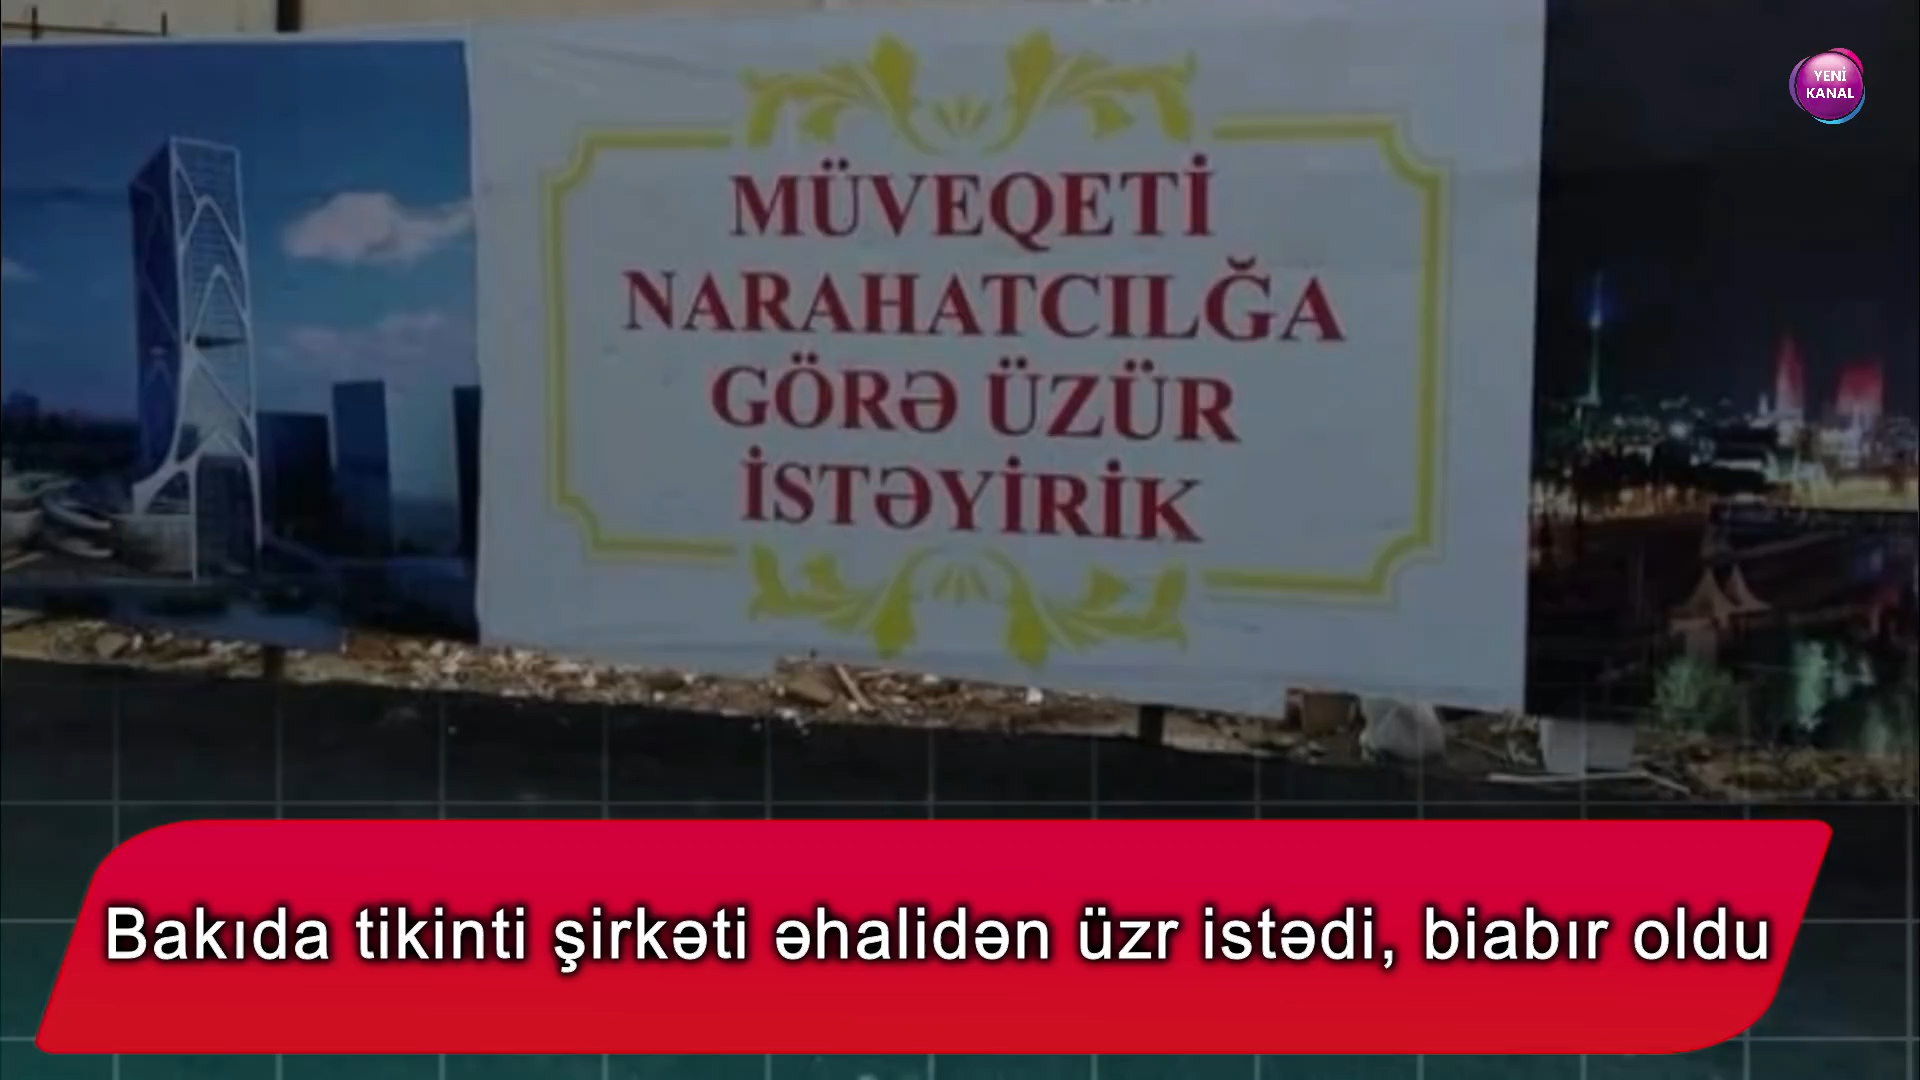 YENİ
KANAL
MÜVEQETİ
NARAHATCILĞA
GÖRƏ ÜZÜR
İSTƏYİRİK
Bakıda tikinti şirkəti əhalidən üzr istədi, biabır oldu